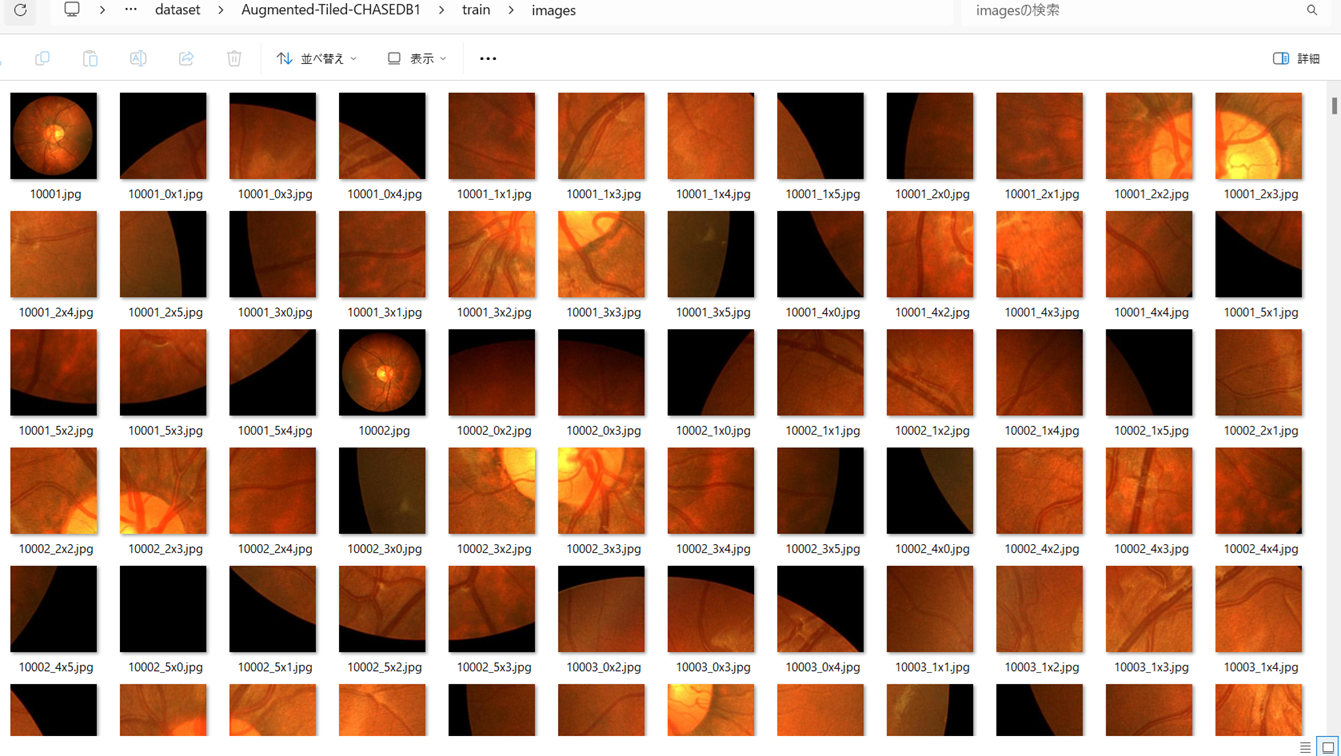 … dataset Augmented-Tiled-CHASEDB1 train images
imagesの検索
並べ替え 表示 … 詳細
10001.jpg 10001_0x1.jpg 10001_0x3.jpg 10001_0x4.jpg 10001_1x1.jpg 10001_1x3.jpg 10001_1x4.jpg 10001_1x5.jpg 10001_2x0.jpg 10001_2x1.jpg 10001_2x2.jpg 10001_2x3.jpg
10001_2x4.jpg 10001_2x5.jpg 10001_3x0.jpg 10001_3x1.jpg 10001_3x2.jpg 10001_3x3.jpg 10001_3x5.jpg 10001_4x0.jpg 10001_4x2.jpg 10001_4x3.jpg 10001_4x4.jpg 10001_5x1.jpg
10001_5x2.jpg 10001_5x3.jpg 10001_5x4.jpg 10002.jpg 10002_0x2.jpg 10002_0x3.jpg 10002_1x0.jpg 10002_1x1.jpg 10002_1x2.jpg 10002_1x4.jpg 10002_1x5.jpg 10002_2x1.jpg
10002_2x2.jpg 10002_2x3.jpg 10002_2x4.jpg 10002_3x0.jpg 10002_3x2.jpg 10002_3x3.jpg 10002_3x4.jpg 10002_3x5.jpg 10002_4x0.jpg 10002_4x2.jpg 10002_4x3.jpg 10002_4x4.jpg
10002_4x5.jpg 10002_5x0.jpg 10002_5x1.jpg 10002_5x2.jpg 10002_5x3.jpg 10003_0x2.jpg 10003_0x3.jpg 10003_0x4.jpg 10003_1x1.jpg 10003_1x2.jpg 10003_1x3.jpg 10003_1x4.jpg